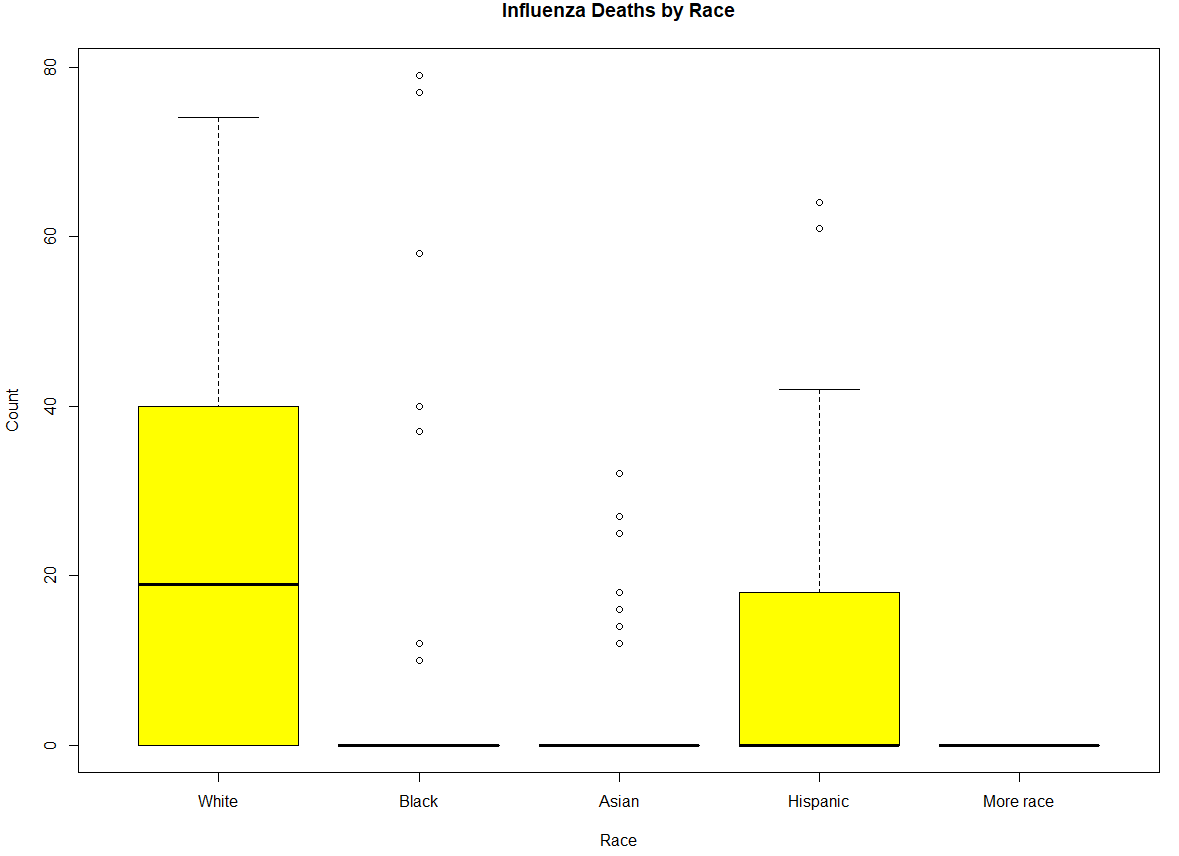 Influenza Deaths by Race
80
60
40
20
0
Count
White Black Asian Hispanic More race
Race